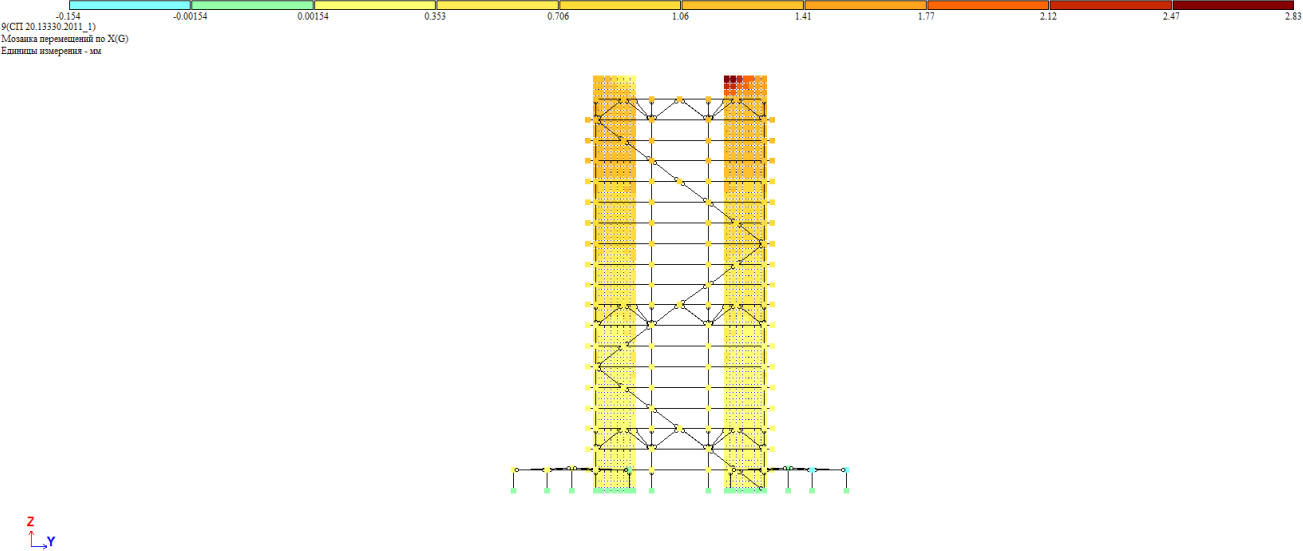 -0.154 -0.00154 0.00154 0.353 0.706 1.06 1.41 1.77 2.12 2.47 2.83
9(СП 20.13330.2011_1)
Мозаика перемещений по X(G)
Единицы измерения - мм
Z
Y